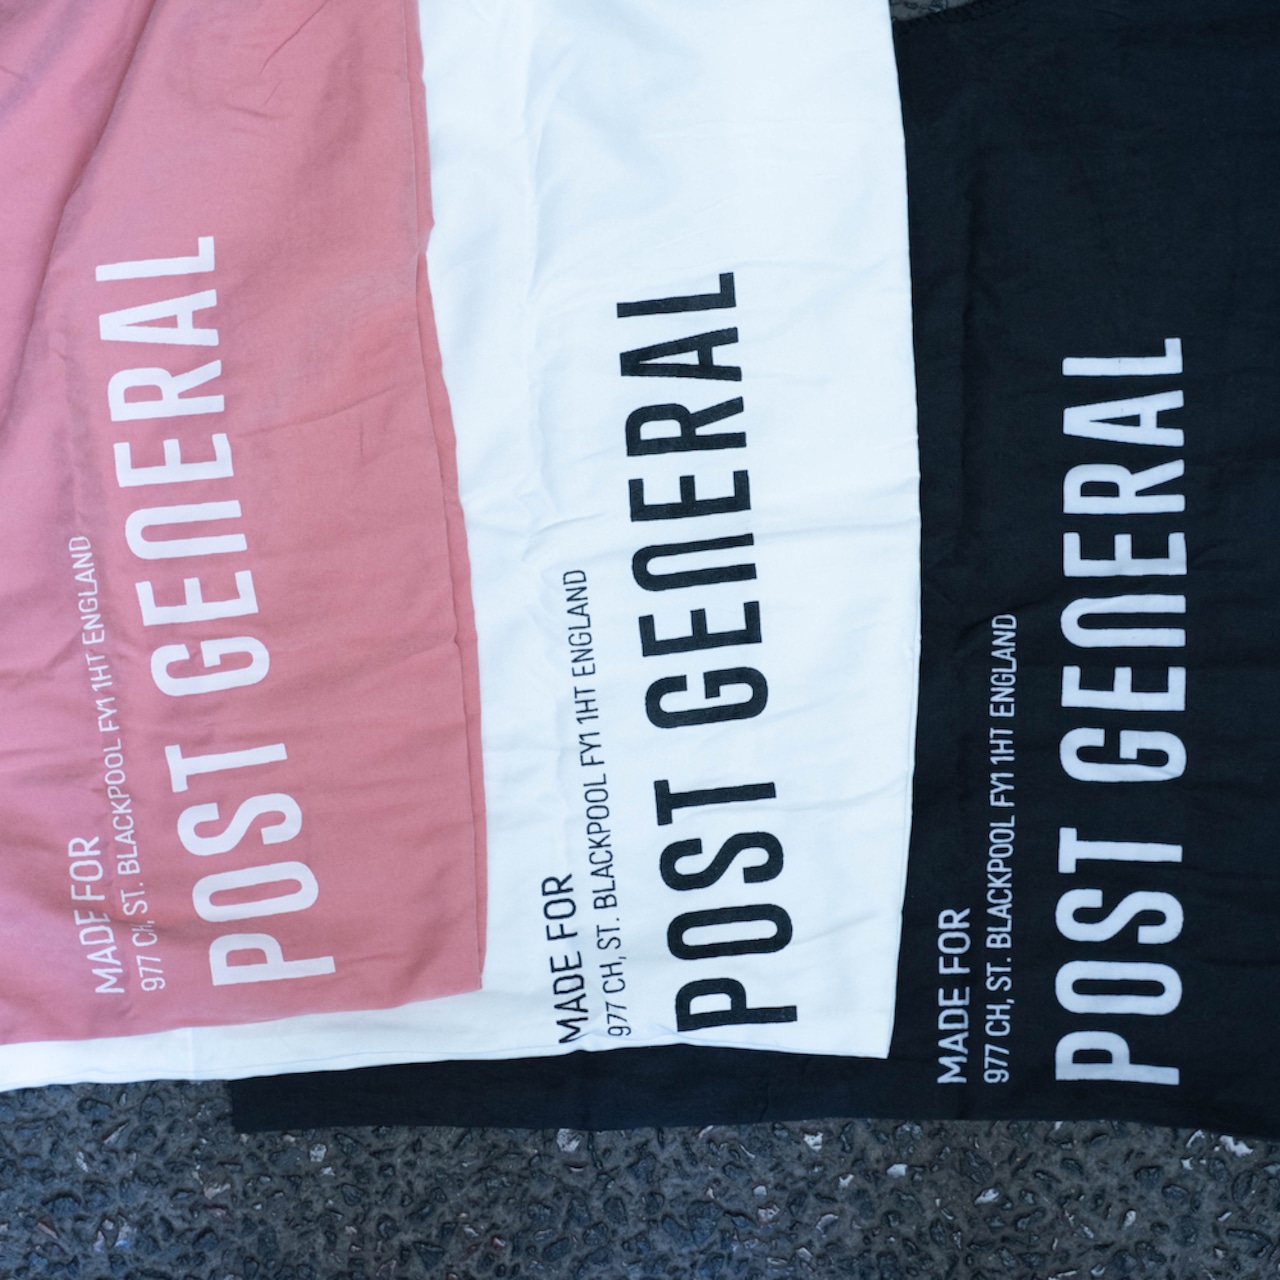 MADE FOR
977 CH, ST. BLACKPOOL FY1 1HT ENGLAND
POST GENERAL
MADE FOR
977 CH, ST. BLACKPOOL FY1 1HT ENGLAND
POST GENERAL
MADE FOR
977 CH, ST. BLACKPOOL FY1 1HT ENGLAND
POST GENERAL